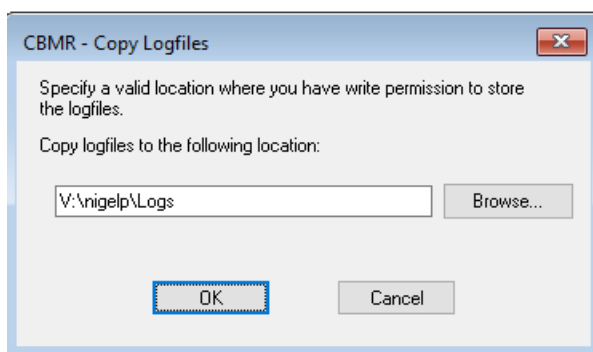 CBMR - Copy Logfiles
Specify a valid location where you have write permission to store
the logfiles.
Copy logfiles to the following location:
V:\nigelp\Logs
Browse...
OK
Cancel